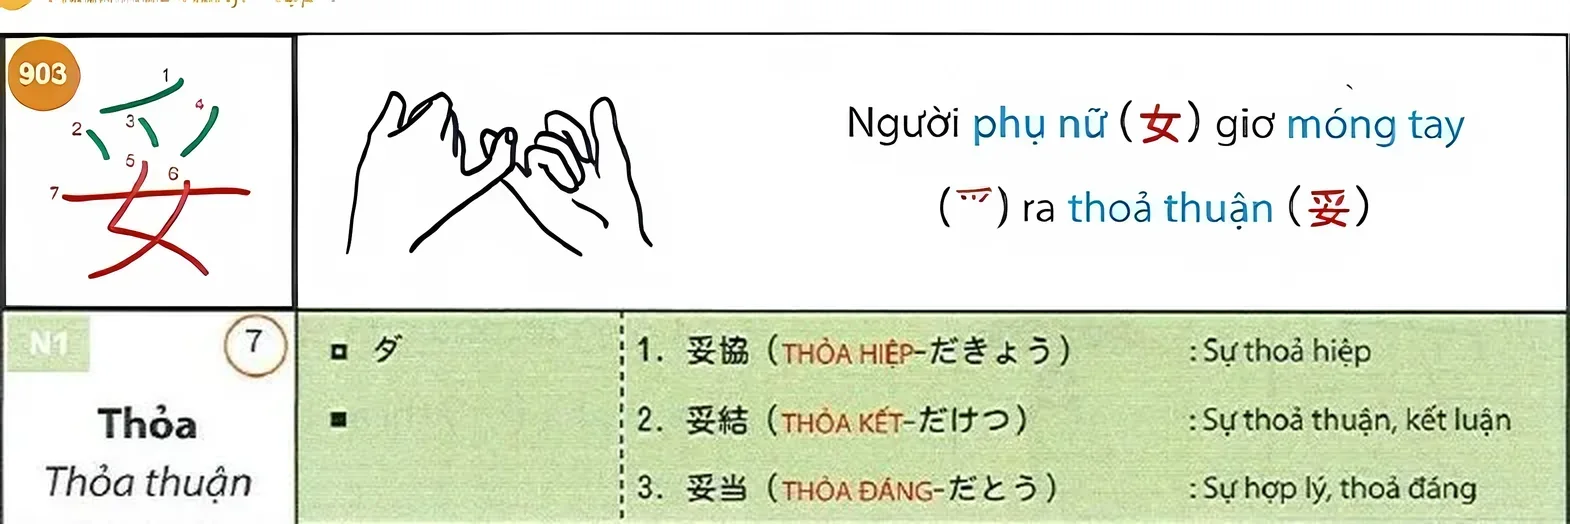 903
1
2
3
4
5
6
7
Người phụ nữ (女) giơ móng tay
(爫) ra thoả thuận (妥)
N1
7
Thỏa
Thỏa thuận
ダ
1. 妥協 (THỎA HIỆP-だきょう) : Sự thoả hiệp
2. 妥結 (THỎA KẾT-だけつ) : Sự thoả thuận, kết luận
3. 妥当 (THỎA ĐÁNG-だとう) : Sự hợp lý, thoả đáng